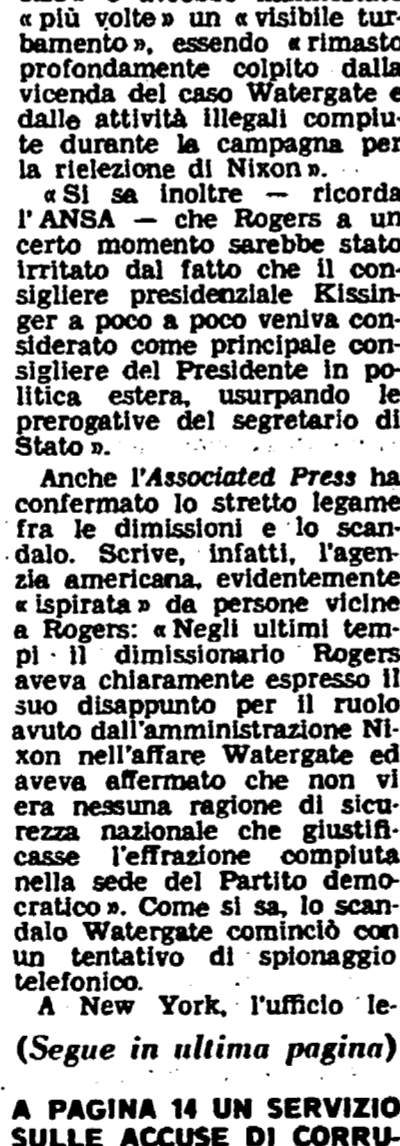 « più volte » un « visibile tur-
bamento », essendo « rimasto
profondamente colpito dalla
vicenda del caso Watergate e
dalle attività illegali compiu-
te durante la campagna per
la rielezione di Nixon ».
« Si sa inoltre — ricorda
l'ANSA — che Rogers a un
certo momento sarebbe stato
irritato dal fatto che il con-
sigliere presidenziale Kissin-
ger a poco a poco veniva con-
siderato come principale con-
sigliere del Presidente in po-
litica estera, usurpando le
prerogative del segretario di
Stato ».
Anche l'Associated Press ha
confermato lo stretto legame
fra le dimissioni e lo scan-
dalo. Scrive, infatti, l'agen-
zia americana, evidentemente
« ispirata » da persone vicine
a Rogers: « Negli ultimi tem-
pi il dimissionario Rogers
aveva chiaramente espresso il
suo disappunto per il ruolo
avuto dall'amministrazione Ni-
xon nell'affare Watergate ed
aveva affermato che non vi
era nessuna ragione di sicu-
rezza nazionale che giustifi-
casse l'effrazione compiuta
nella sede del Partito demo-
cratico ». Come si sa, lo scan-
dalo Watergate cominciò con
un tentativo di spionaggio
telefonico.
A New York, l'ufficio le-
(Segue in ultima pagina)
A PAGINA 14 UN SERVIZIO
SULLE ACCUSE DI CORRU-